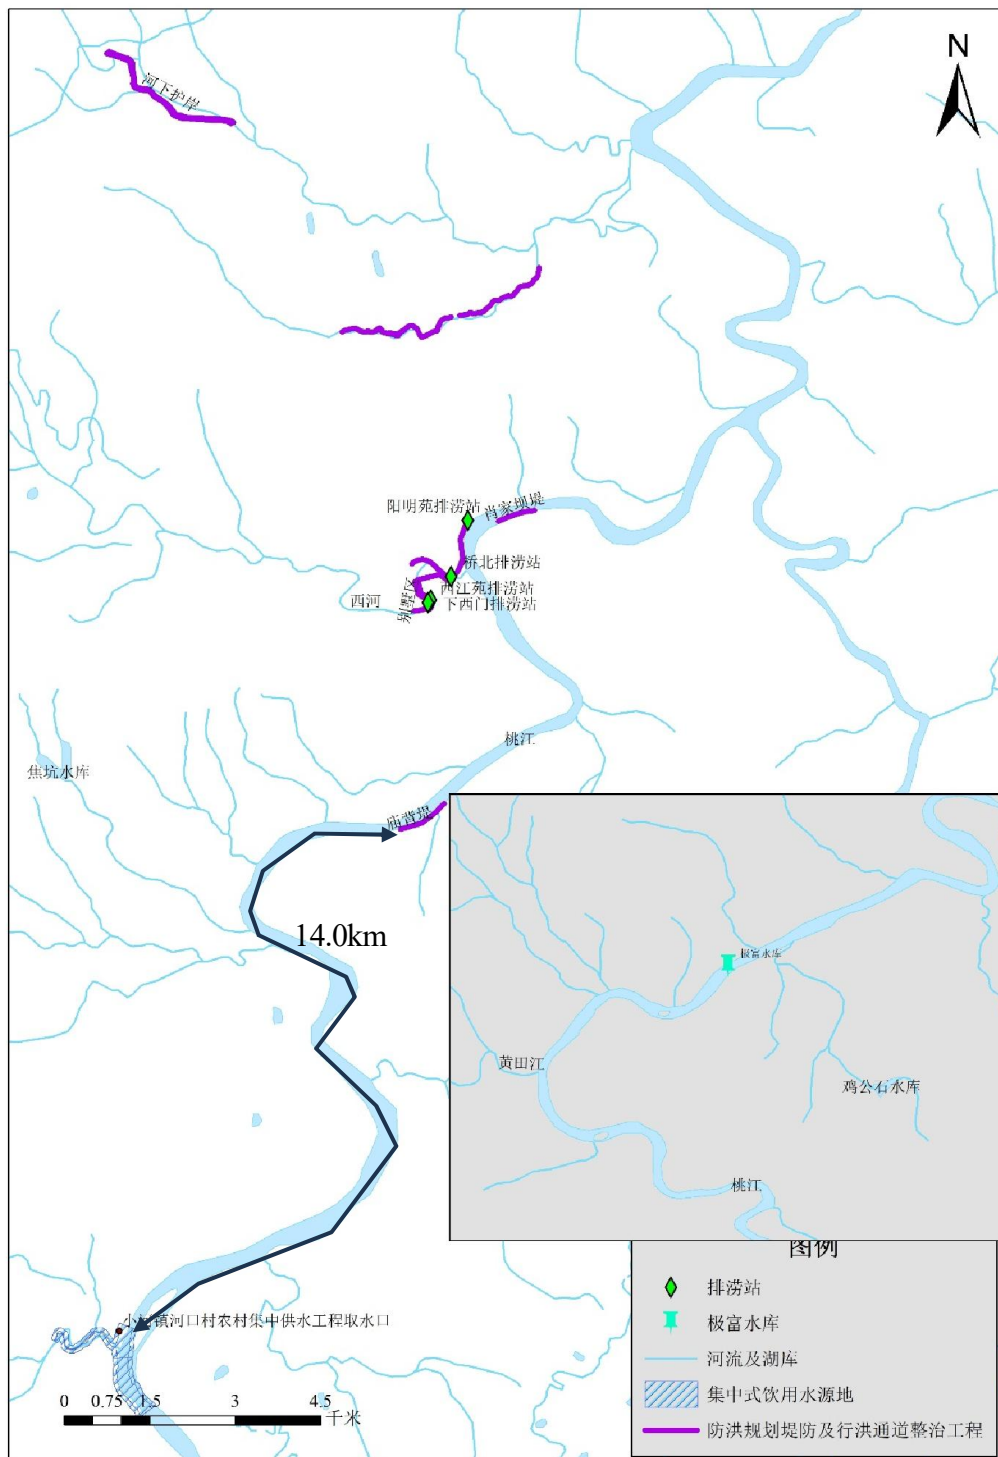 N
河下护岸
阳明苑排涝站
肖家坝堤
桥北排涝站
西江苑排涝站
下西门排涝站
别墅区
西河
桃江
焦坑水库
庙背堤
14.0km
极富水库
黄田江
鸡公石水库
桃江
图例
排涝站
极富水库
河流及湖库
集中式饮用水源地
防洪规划堤防及行洪通道整治工程
镇河口村农村集中供水工程取水口
0 0.75 1.5 3 4.5
千米